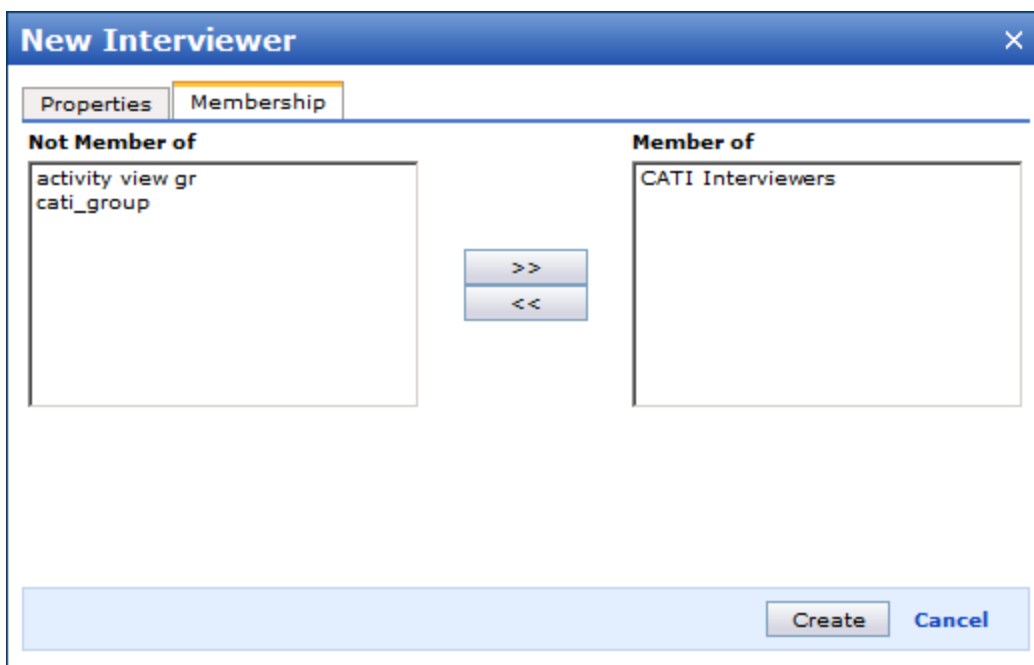 New Interviewer
Properties
Membership
Not Member of
activity view gr
cati_group
>>
<<
Member of
CATI Interviewers
Create
Cancel